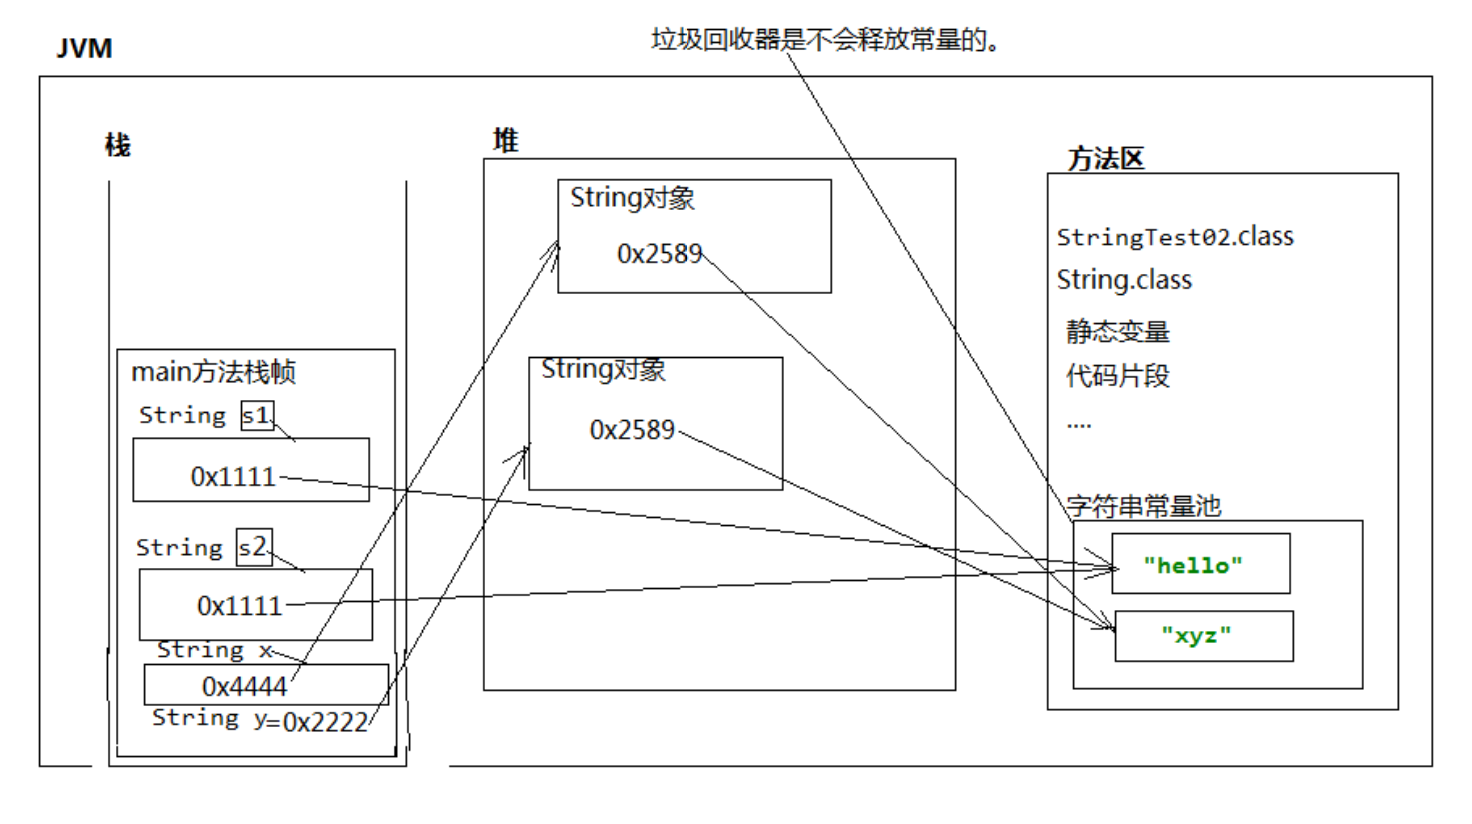 垃圾回收器是不会释放常量的。
JVM
栈
堆
方法区
String对象
0x2589
StringTest02.class
String.class
静态变量
代码片段
....
main方法栈帧
String s1
0x1111
String对象
0x2589
字符串常量池
"hello"
"xyz"
String s2
0x1111
String x
0x4444
String y=0x2222